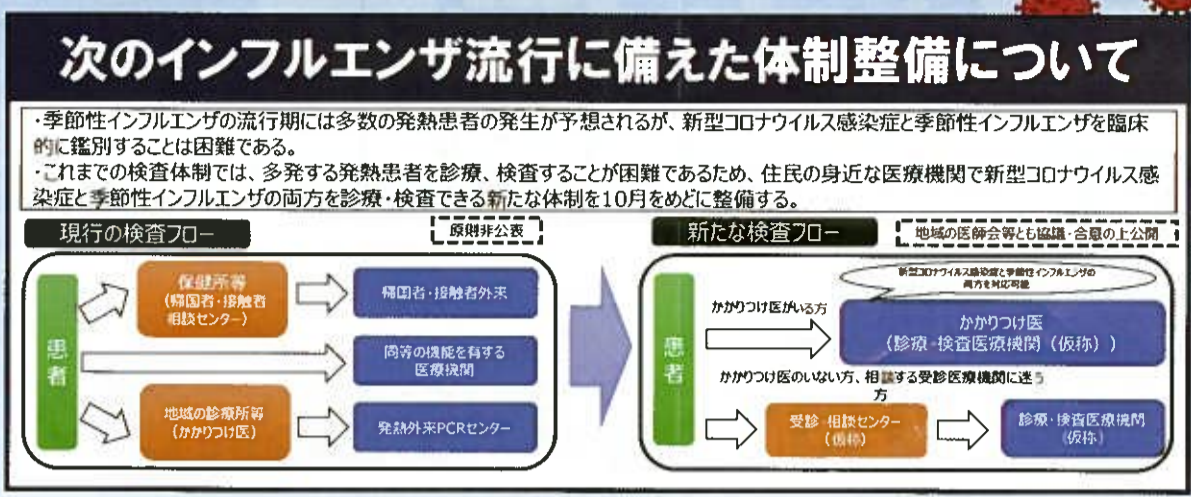 次のインフルエンザ流行に備えた体制整備について
・季節性インフルエンザの流行期には多数の発熱患者の発生が予想されるが、新型コロナウイルス感染症と季節性インフルエンザを臨床
的に鑑別することは困難である。
・これまでの検査体制では、多発する発熱患者を診療、検査することが困難であるため、住民の身近な医療機関で新型コロナウイルス感
染症と季節性インフルエンザの両方を診療・検査できる新たな体制を10月をめどに整備する。
現行の検査フロー
原則非公表
患者
保健所等
(帰国者・接触者
相談センター)
帰国者・接触者外来
同等の機能を有する
医療機関
地域の診療所等
(かかりつけ医)
発熱外来PCRセンター
新たな検査フロー
地域の医師会等とも協議・合意の上公開
新型コロナウイルス感染症と季節性インフルエンザの
両方を対応可能
患者
かかりつけ医がいる方
かかりつけ医
(診療・検査医療機関(仮称))
かかりつけ医のいない方、相談する受診医療機関に迷う
方
受診・相談センター
(仮称)
診療・検査医療機関
(仮称)